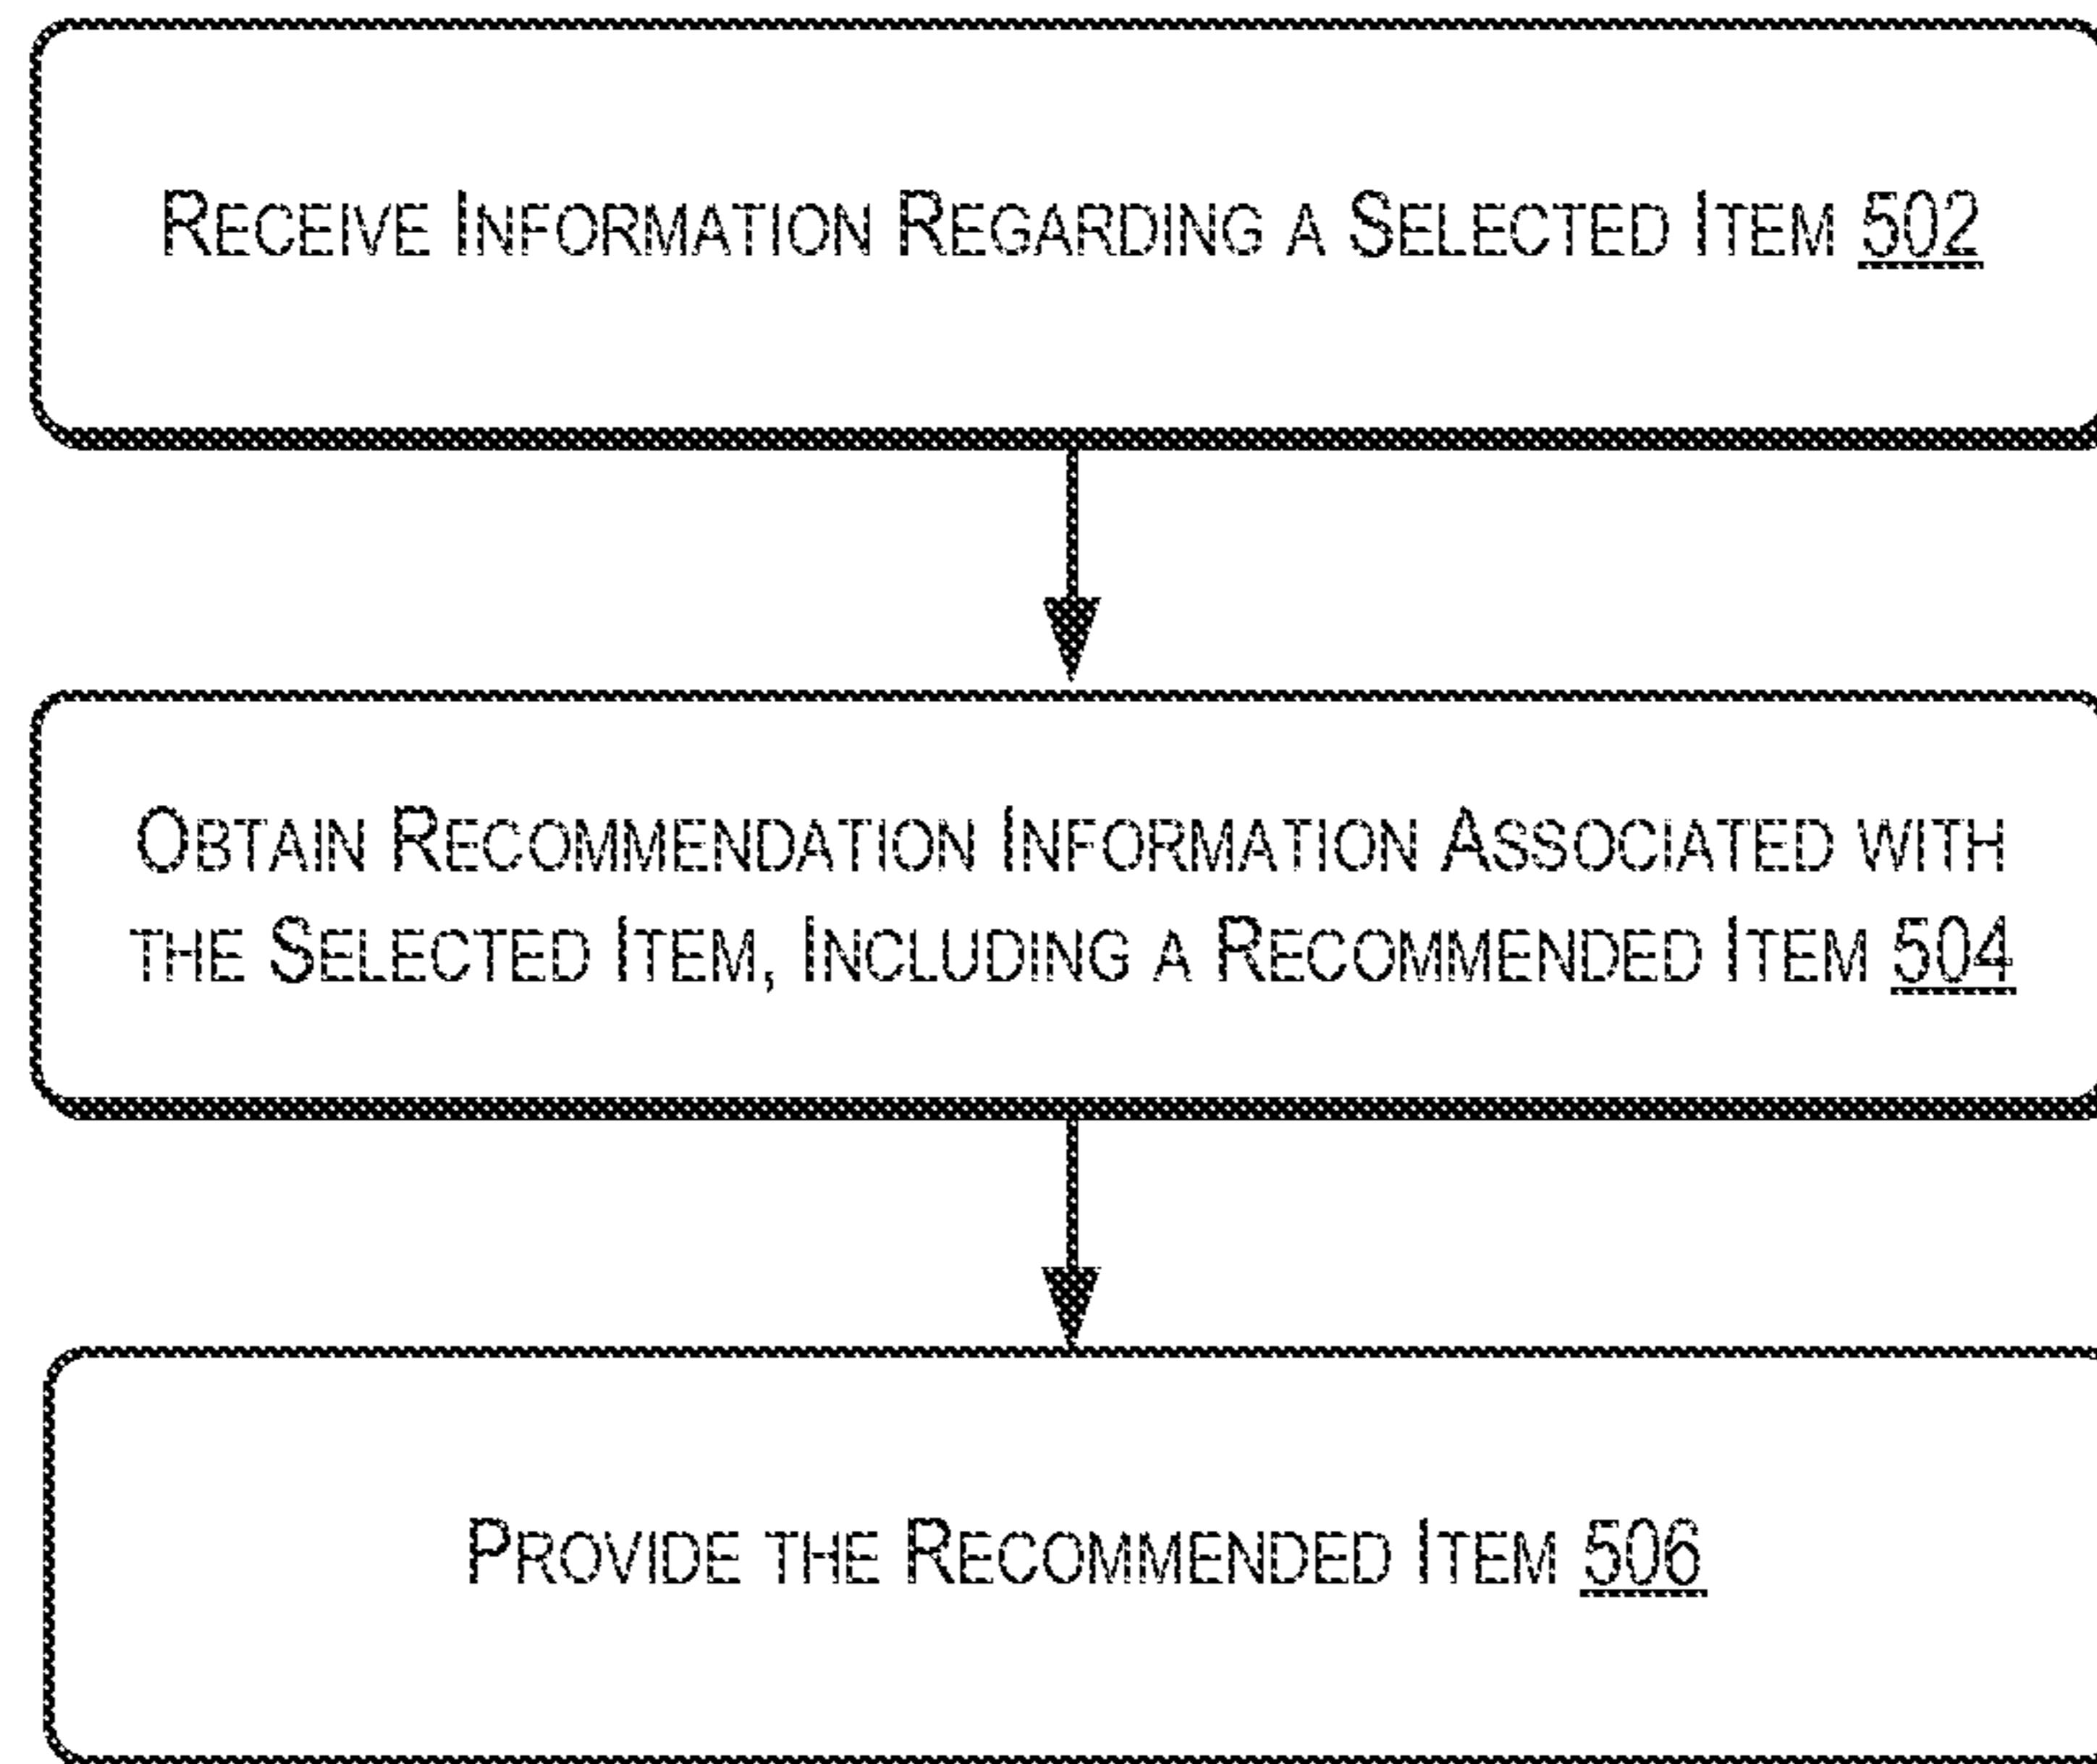 RECEIVE INFORMATION REGARDING A SELECTED ITEM 502
OBTAIN RECOMMENDATION INFORMATION ASSOCIATED WITH
THE SELECTED ITEM, INCLUDING A RECOMMENDED ITEM 504
PROVIDE THE RECOMMENDED ITEM 506